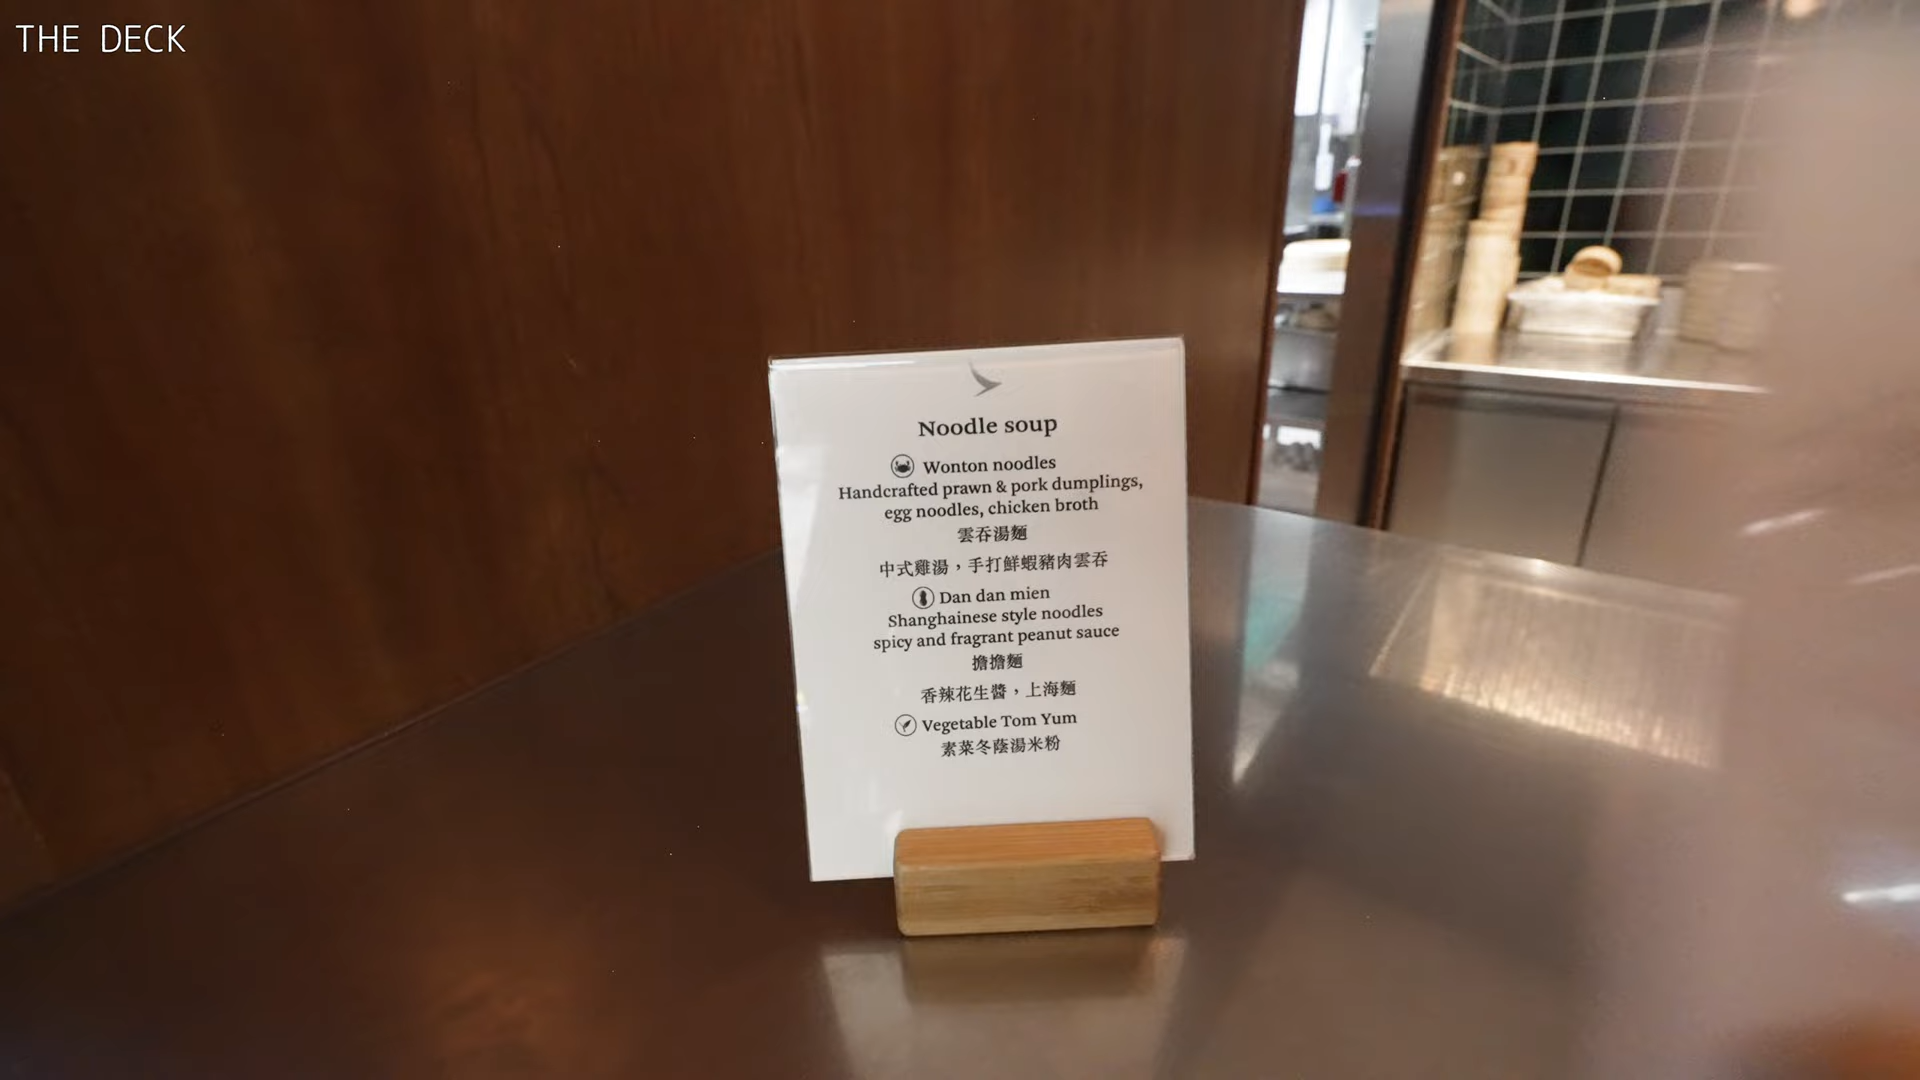 THE DECK
Noodle soup
Wonton noodles
Handcrafted prawn & pork dumplings,
egg noodles, chicken broth
雲吞湯麵
中式雞湯，手打鮮蝦豬肉雲吞
Dan dan mien
Shanghainese style noodles
spicy and fragrant peanut sauce
擔擔麵
香辣花生醬，上海麵
Vegetable Tom Yum
素菜冬蔭湯米粉